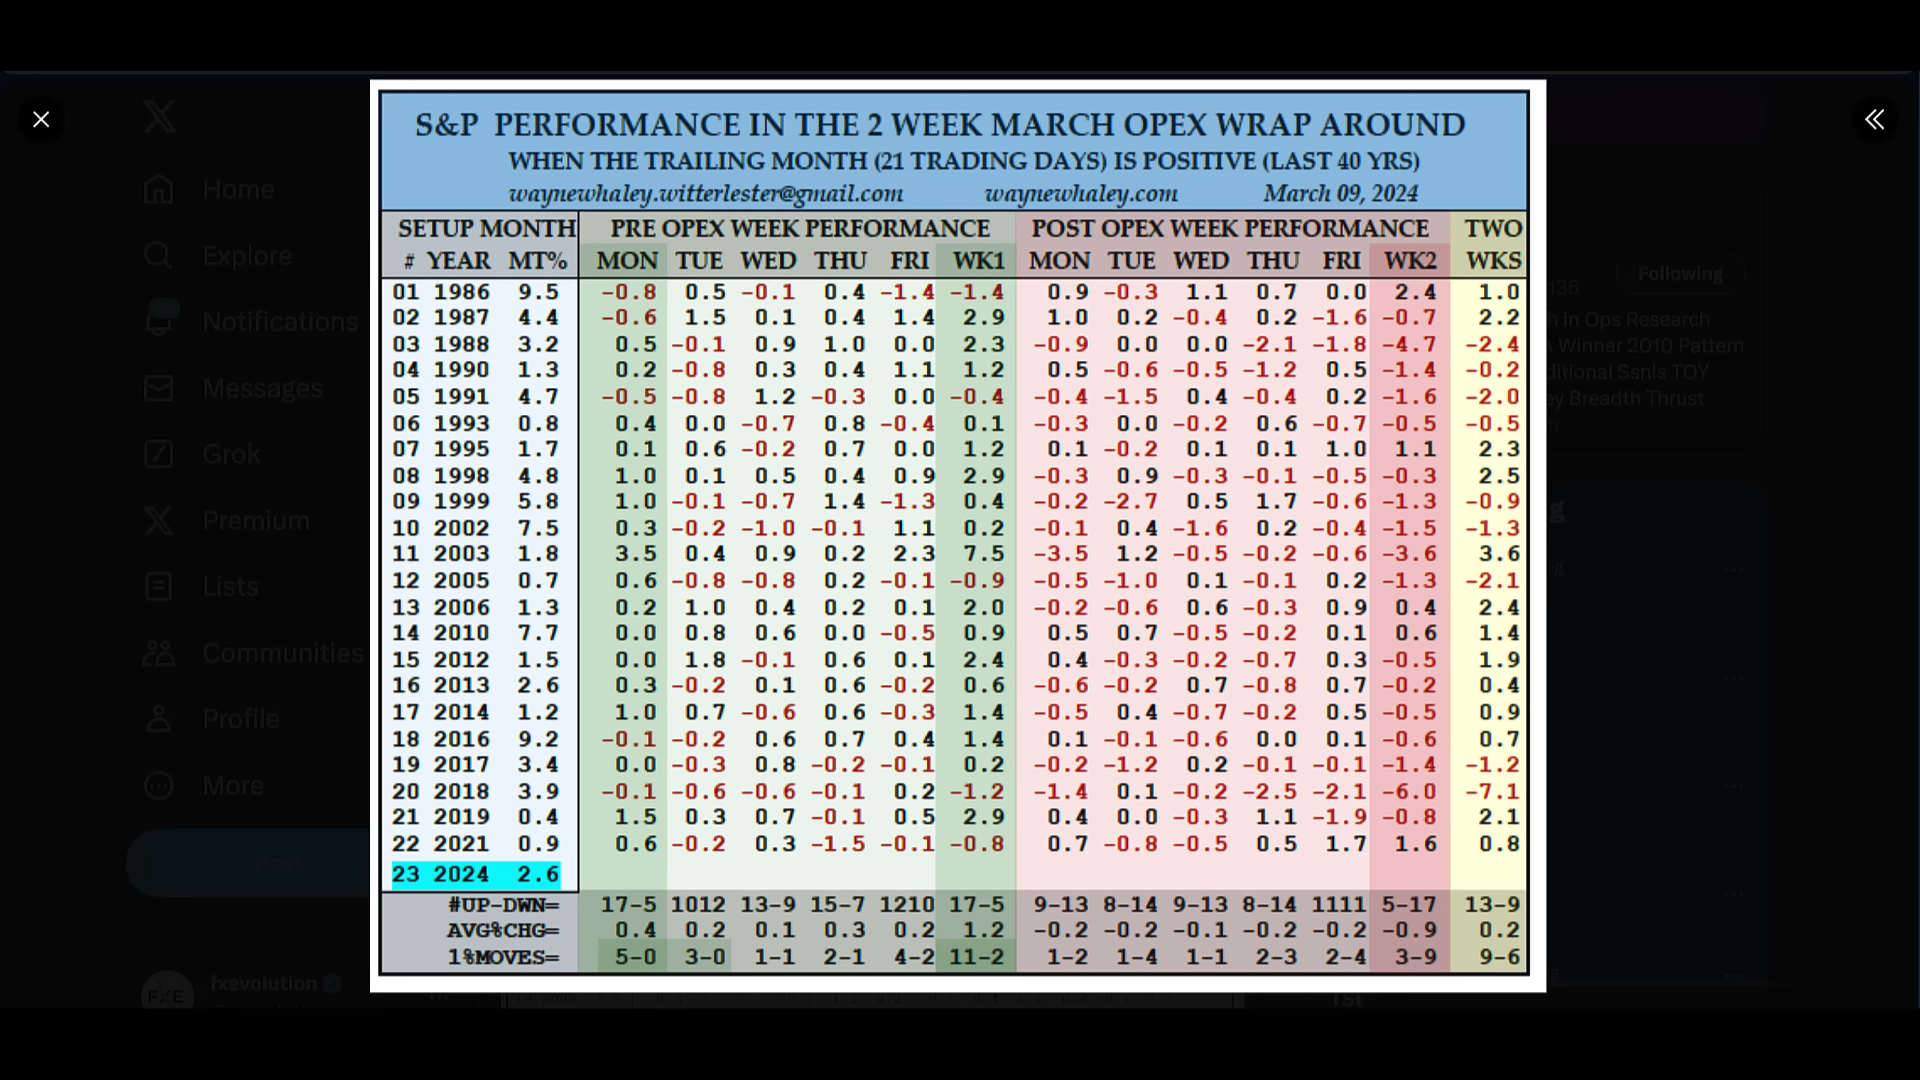 S&P PERFORMANCE IN THE 2 WEEK MARCH OPEX WRAP AROUND
WHEN THE TRAILING MONTH (21 TRADING DAYS) IS POSITIVE (LAST 40 YRS)
waynewhaley.witterlester@gmail.com waynewhaley.com March 09, 2024
SETUP MONTH PRE OPEX WEEK PERFORMANCE POST OPEX WEEK PERFORMANCE TWO
# YEAR MT% MON TUE WED THU FRI WK1 MON TUE WED THU FRI WK2 WKS
01 1986 9.5 -0.8 0.5 -0.1 0.4 -1.4 -1.4 0.9 -0.3 1.1 0.7 0.0 2.4 1.0
02 1987 4.4 -0.6 1.5 0.1 0.4 1.4 2.9 1.0 0.2 -0.4 0.2 -1.6 -0.7 2.2
03 1988 3.2 0.5 -0.1 0.9 1.0 0.0 2.3 -0.9 0.0 0.0 -2.1 -1.8 -4.7 -2.4
04 1990 1.3 0.2 -0.8 0.3 0.4 1.1 1.2 0.5 -0.6 -0.5 -1.2 0.5 -1.4 -0.2
05 1991 4.7 -0.5 -0.8 1.2 -0.3 0.0 -0.4 -0.4 -1.5 0.4 -0.4 0.2 -1.6 -2.0
06 1993 0.8 0.4 0.0 -0.7 0.8 -0.4 0.1 -0.3 0.0 -0.2 0.6 -0.7 -0.5 -0.5
07 1995 1.7 0.1 0.6 -0.2 0.7 0.0 1.2 0.1 -0.2 0.1 0.1 1.0 1.1 2.3
08 1998 4.8 1.0 0.1 0.5 0.4 0.9 2.9 -0.3 0.9 -0.3 -0.1 -0.5 -0.3 2.5
09 1999 5.8 1.0 -0.1 -0.7 1.4 -1.3 0.4 -0.2 -2.7 0.5 1.7 -0.6 -1.3 -0.9
10 2002 7.5 0.3 -0.2 -1.0 -0.1 1.1 0.2 -0.1 0.4 -1.6 0.2 -0.4 -1.5 -1.3
11 2003 1.8 3.5 0.4 0.9 0.2 2.3 7.5 -3.5 1.2 -0.5 -0.2 -0.6 -3.6 3.6
12 2005 0.7 0.6 -0.8 -0.8 0.2 -0.1 -0.9 -0.5 -1.0 0.1 -0.1 0.2 -1.3 -2.1
13 2006 1.3 0.2 1.0 0.4 0.2 0.1 2.0 -0.2 -0.6 0.6 -0.3 0.9 0.4 2.4
14 2010 7.7 0.0 0.8 0.6 0.0 -0.5 0.9 0.5 0.7 -0.5 -0.2 0.1 0.6 1.4
15 2012 1.5 0.0 1.8 -0.1 0.6 0.1 2.4 0.4 -0.3 -0.2 -0.7 0.3 -0.5 1.9
16 2013 2.6 0.3 -0.2 0.1 0.6 -0.2 0.6 -0.6 -0.2 0.7 -0.8 0.7 -0.2 0.4
17 2014 1.2 1.0 0.7 -0.6 0.6 -0.3 1.4 -0.5 0.4 -0.7 -0.2 0.5 -0.5 0.9
18 2016 9.2 -0.1 -0.2 0.6 0.7 0.4 1.4 0.1 -0.1 -0.6 0.0 0.1 -0.6 0.7
19 2017 3.4 0.0 -0.3 0.8 -0.2 -0.1 0.2 -0.2 -1.2 0.2 -0.1 -0.1 -1.4 -1.2
20 2018 3.9 -0.1 -0.6 -0.6 -0.1 0.2 -1.2 -1.4 0.1 -0.2 -2.5 -2.1 -6.0 -7.1
21 2019 0.4 1.5 0.3 0.7 -0.1 0.5 2.9 0.4 0.0 -0.3 1.1 -1.9 -0.8 2.1
22 2021 0.9 0.6 -0.2 0.3 -1.5 -0.1 -0.8 0.7 -0.8 -0.5 0.5 1.7 1.6 0.8
23 2024 2.6
#UP-DWN= 17-5 1012 13-9 15-7 1210 17-5 9-13 8-14 9-13 8-14 1111 5-17 13-9
AVG%CHG= 0.4 0.2 0.1 0.3 0.2 1.2 -0.2 -0.2 -0.1 -0.2 -0.2 -0.9 0.2
1%MOVES= 5-0 3-0 1-1 2-1 4-2 11-2 1-2 1-4 1-1 2-3 2-4 3-9 9-6
Home
Explore
Notifications
Messages
Grok
Premium
Lists
Communities
Profile
More
Post
fxevolution
FXE
Following
136
h in Ops Research
Winner 2010 Pattern
ditional Ssnls TOY
ey Breadth Thrust